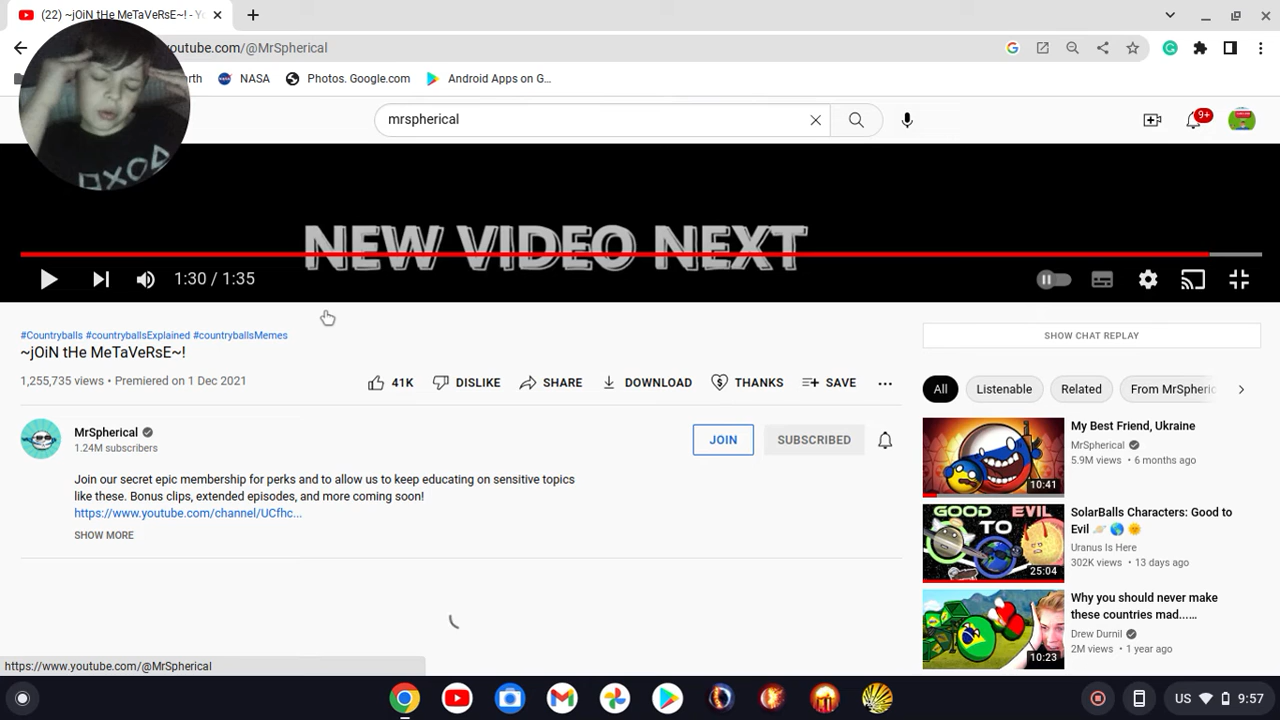 (22) ~jOiN tHe MeTaVeRsE~! - Yo
youtube.com/@MrSpherical
NASA
Photos. Google.com
Android Apps on G...
mrspherical
9+
NEW VIDEO NEXT
1:30 / 1:35
#Countryballs #countryballsExplained #countryballsMemes
~jOiN tHe MeTaVeRsE~!
1,255,735 views • Premiered on 1 Dec 2021
41K
DISLIKE
SHARE
DOWNLOAD
THANKS
SAVE
...
MrSpherical
1.24M subscribers
JOIN
SUBSCRIBED
Join our secret epic membership for perks and to allow us to keep educating on sensitive topics
like these. Bonus clips, extended episodes, and more coming soon!
https://www.youtube.com/channel/UCfhc...
SHOW MORE
SHOW CHAT REPLAY
All
Listenable
Related
From MrSpheric
My Best Friend, Ukraine
MrSpherical
5.9M views • 6 months ago
10:41
GOOD EVIL
TO
25:04
SolarBalls Characters: Good to
Evil 🪐 🌎 🌞
Uranus Is Here
302K views • 13 days ago
Why you should never make
these countries mad......
Drew Durnil
2M views • 1 year ago
10:23
https://www.youtube.com/@MrSpherical
US
9:57